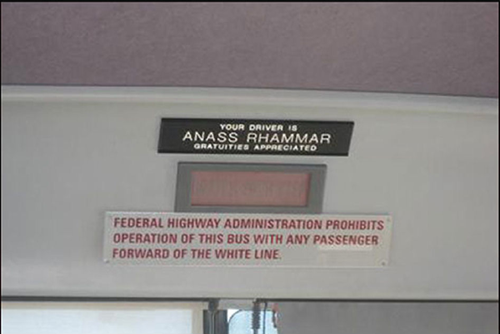 YOUR DRIVER IS
ANASS RHAMMAR
GRATUITIES APPRECIATED
FEDERAL HIGHWAY ADMINISTRATION PROHIBITS
OPERATION OF THIS BUS WITH ANY PASSENGER
FORWARD OF THE WHITE LINE.